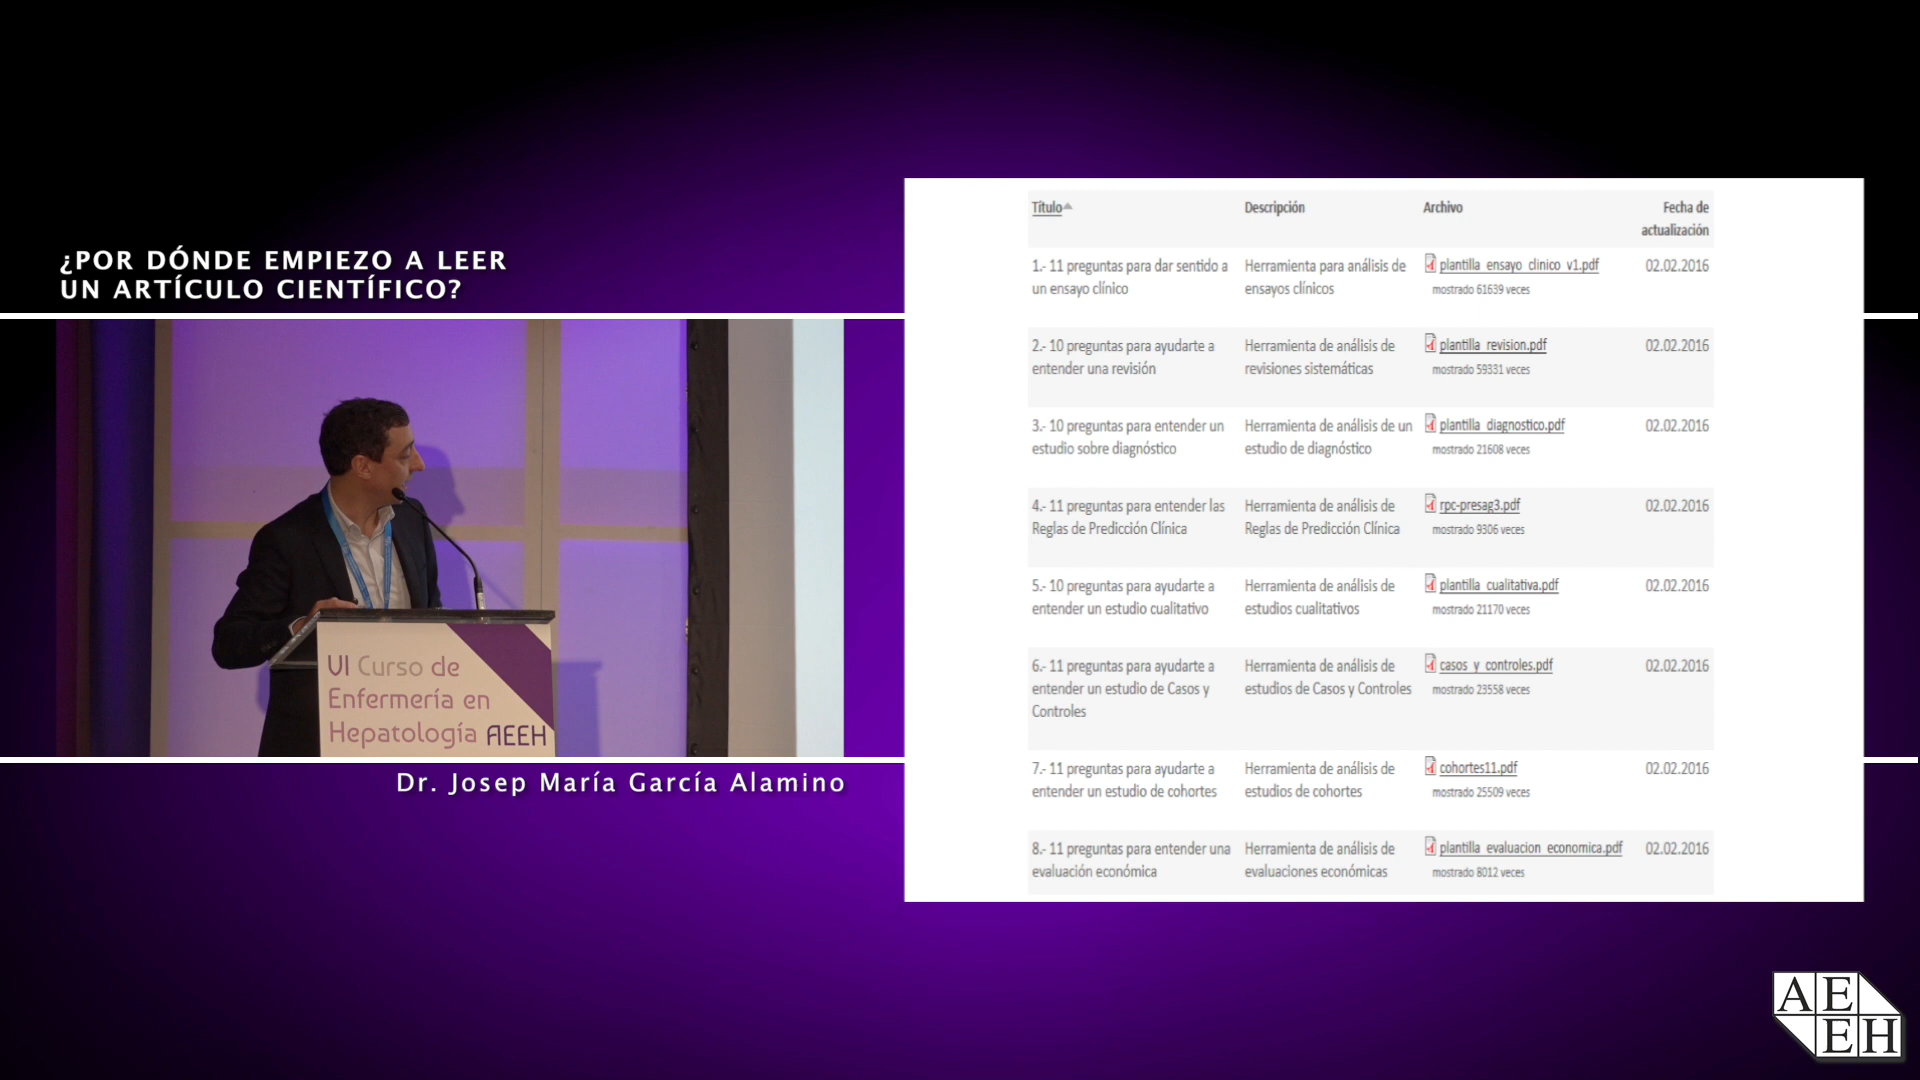 ¿POR DÓNDE EMPIEZO A LEER
UN ARTÍCULO CIENTÍFICO?
VI Curso de
Enfermería en
Hepatología AEEH
Dr. Josep María García Alamino
Título
Descripción
Archivo
Fecha de
actualización
1.- 11 preguntas para dar sentido a
un ensayo clínico
Herramienta para análisis de
ensayos clínicos
plantilla_ensayo_clinico_v1.pdf
mostrado 61639 veces
02.02.2016
2.- 10 preguntas para ayudarte a
entender una revisión
Herramienta de análisis de
revisiones sistemáticas
plantilla_revision.pdf
mostrado 59331 veces
02.02.2016
3.- 10 preguntas para entender un
estudio sobre diagnóstico
Herramienta de análisis de un
estudio de diagnóstico
plantilla_diagnostico.pdf
mostrado 21608 veces
02.02.2016
4.- 11 preguntas para entender las
Reglas de Predicción Clínica
Herramienta de análisis de
Reglas de Predicción Clínica
rpc-presag3.pdf
mostrado 9306 veces
02.02.2016
5.- 10 preguntas para ayudarte a
entender un estudio cualitativo
Herramienta de análisis de
estudios cualitativos
plantilla_cualitativa.pdf
mostrado 21170 veces
02.02.2016
6.- 11 preguntas para ayudarte a
entender un estudio de Casos y
Controles
Herramienta de análisis de
estudios de Casos y Controles
casos_y_controles.pdf
mostrado 23558 veces
02.02.2016
7.- 11 preguntas para ayudarte a
entender un estudio de cohortes
Herramienta de análisis de
estudios de cohortes
cohortes11.pdf
mostrado 25509 veces
02.02.2016
8.- 11 preguntas para entender una
evaluación económica
Herramienta de análisis de
evaluaciones económicas
plantilla_evaluacion_economica.pdf
mostrado 8012 veces
02.02.2016
AE
EH